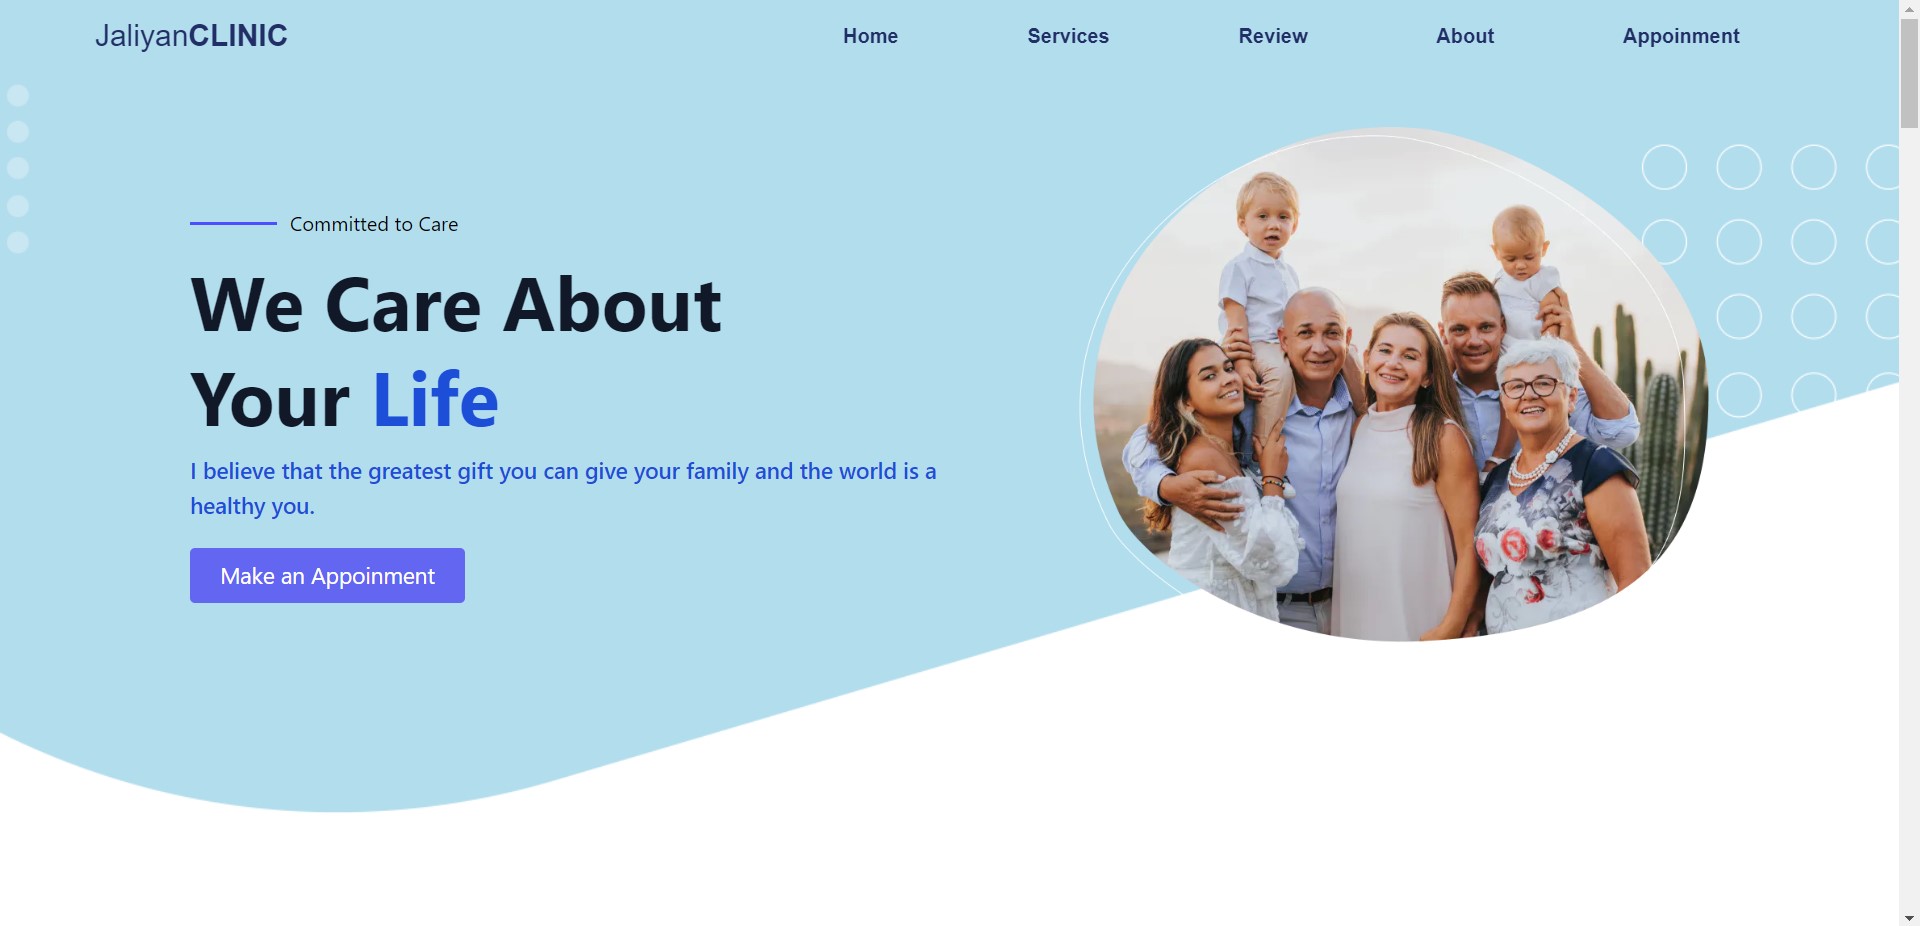 JaliyanCLINIC
Home Services Review About Appoinment
Committed to Care
We Care About
Your Life
I believe that the greatest gift you can give your family and the world is a
healthy you.
Make an Appoinment